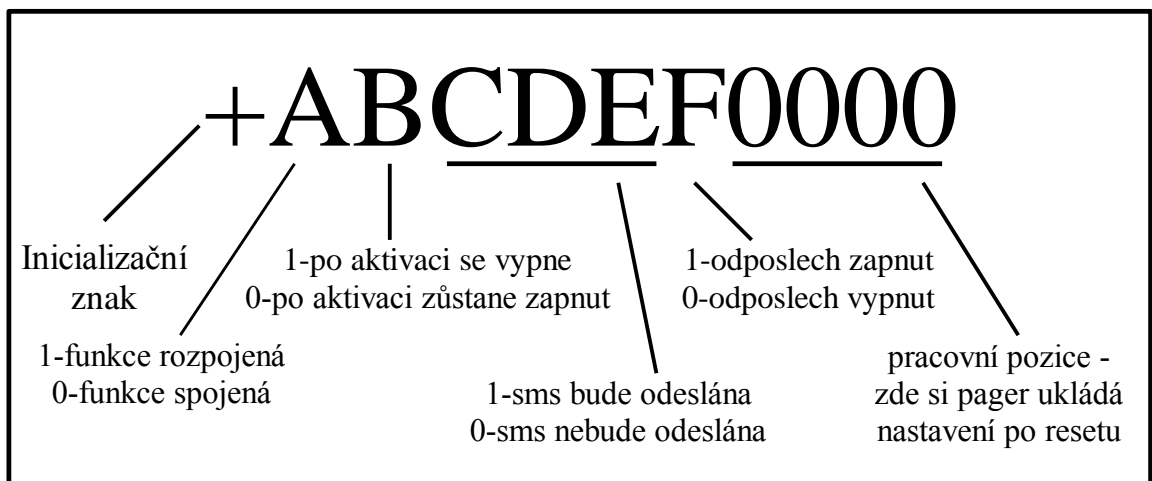 +ABCDEF0000
Inicializační
znak
1-po aktivaci se vypne
0-po aktivaci zůstane zapnut
1-odposlech zapnut
0-odposlech vypnut
1-funkce rozpojená
0-funkce spojená
1-sms bude odeslána
0-sms nebude odeslána
pracovní pozice -
zde si pager ukládá
nastavení po resetu